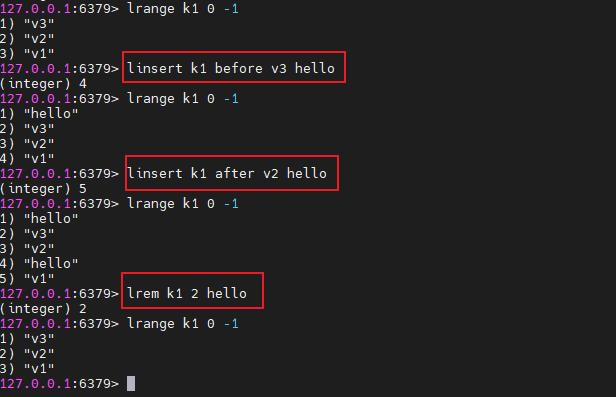 127.0.0.1:6379> lrange k1 0 -1
1) "v3"
2) "v2"
3) "v1"
127.0.0.1:6379> linsert k1 before v3 hello
(integer) 4
127.0.0.1:6379> lrange k1 0 -1
1) "hello"
2) "v3"
3) "v2"
4) "v1"
127.0.0.1:6379> linsert k1 after v2 hello
(integer) 5
127.0.0.1:6379> lrange k1 0 -1
1) "hello"
2) "v3"
3) "v2"
4) "hello"
5) "v1"
127.0.0.1:6379> lrem k1 2 hello
(integer) 2
127.0.0.1:6379> lrange k1 0 -1
1) "v3"
2) "v2"
3) "v1"
127.0.0.1:6379>